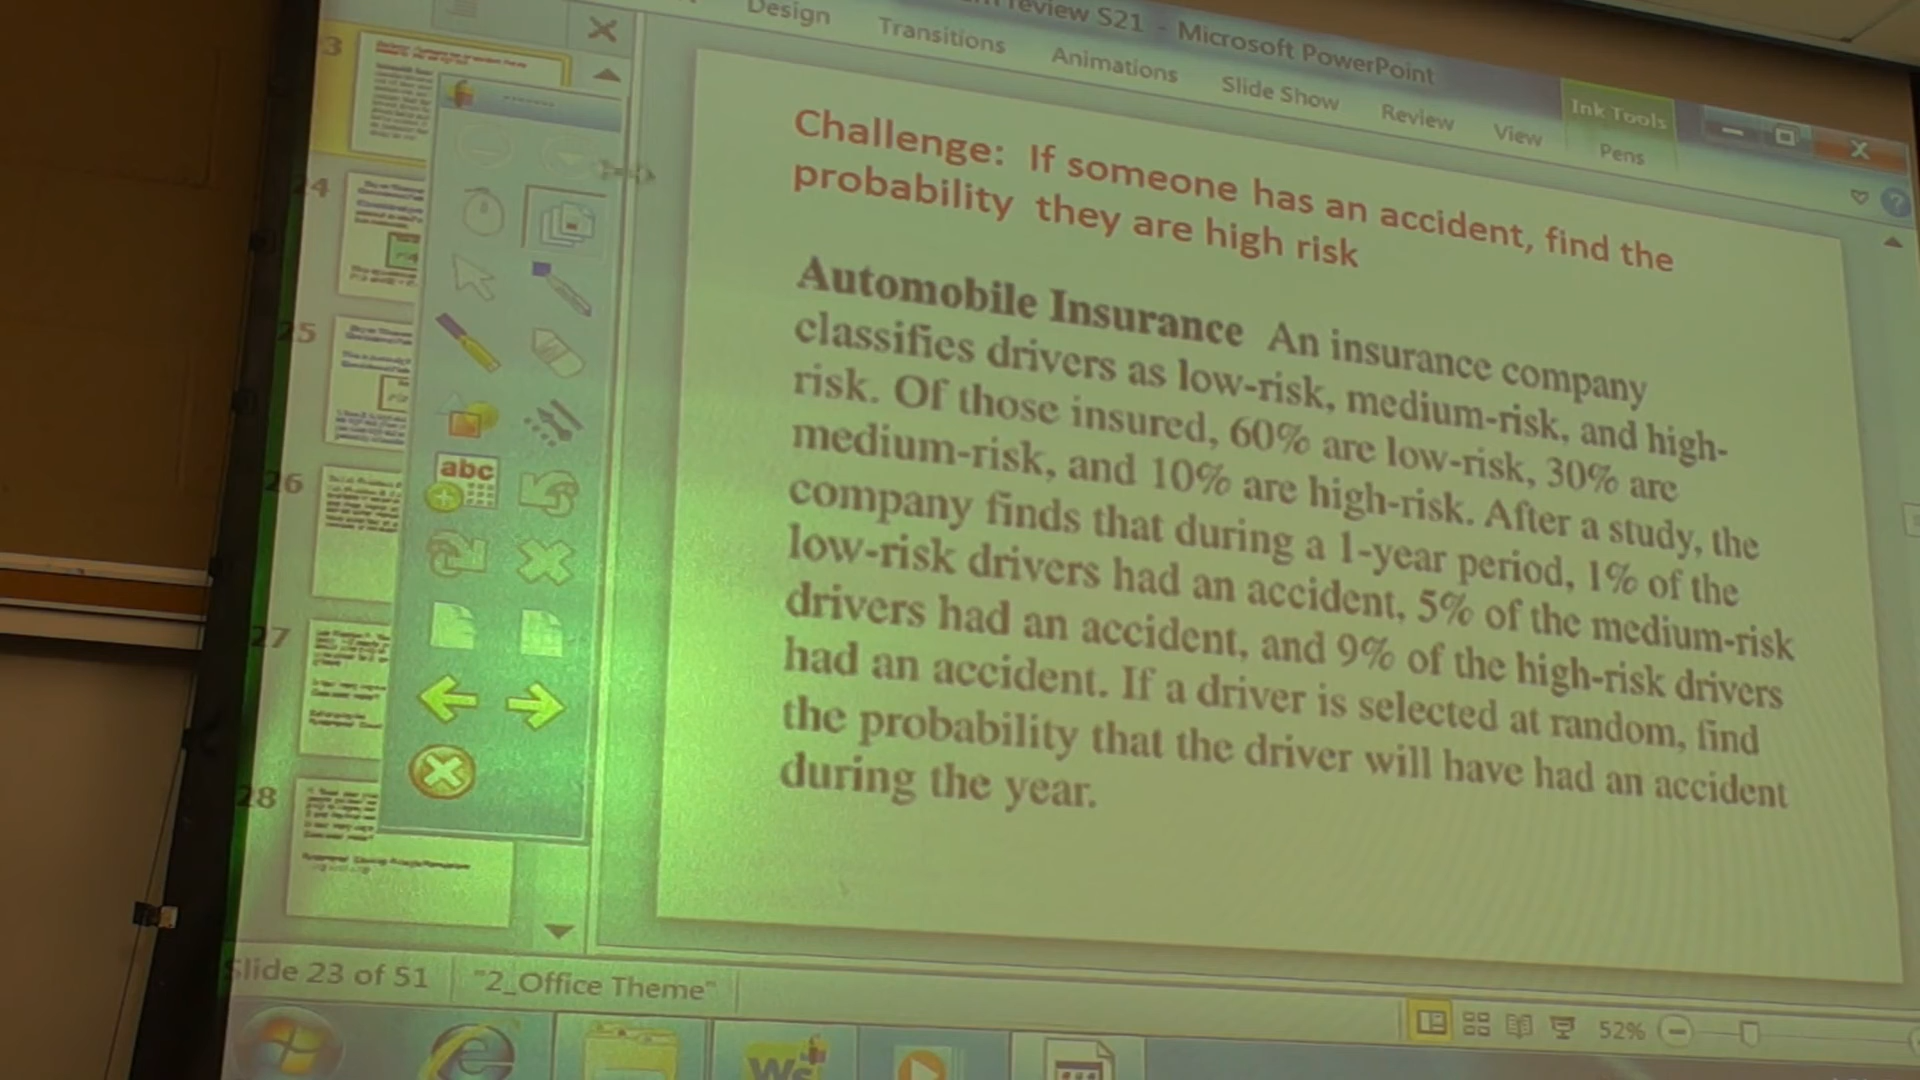 review S21 - Microsoft PowerPoint
Design
Transitions
Animations
Slide Show
Review
View
Ink Tools
Pens
Challenge: If someone has an accident, find the
probability they are high risk
Automobile Insurance An insurance company
classifies drivers as low-risk, medium-risk, and high-
risk. Of those insured, 60% are low-risk, 30% are
medium-risk, and 10% are high-risk. After a study, the
company finds that during a 1-year period, 1% of the
low-risk drivers had an accident, 5% of the medium-risk
drivers had an accident, and 9% of the high-risk drivers
had an accident. If a driver is selected at random, find
the probability that the driver will have had an accident
during the year.
3
24
25
26
27
28
abc
Slide 23 of 51
"2_Office Theme"
52%
Ws